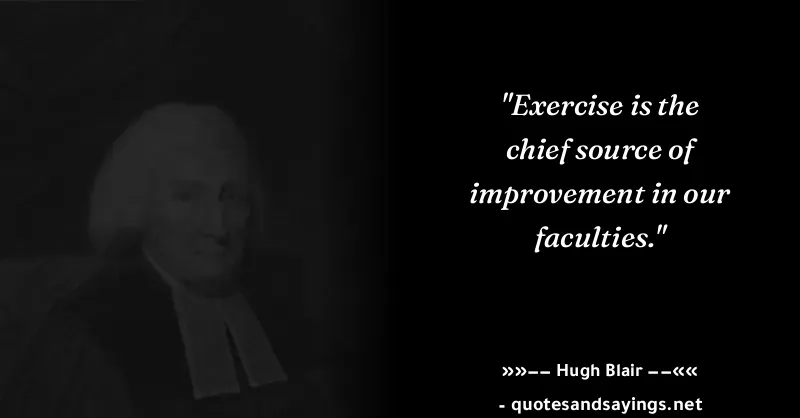 "Exercise is the
chief source of
improvement in our
faculties."
»»−− Hugh Blair −−««
- quotesandsayings.net